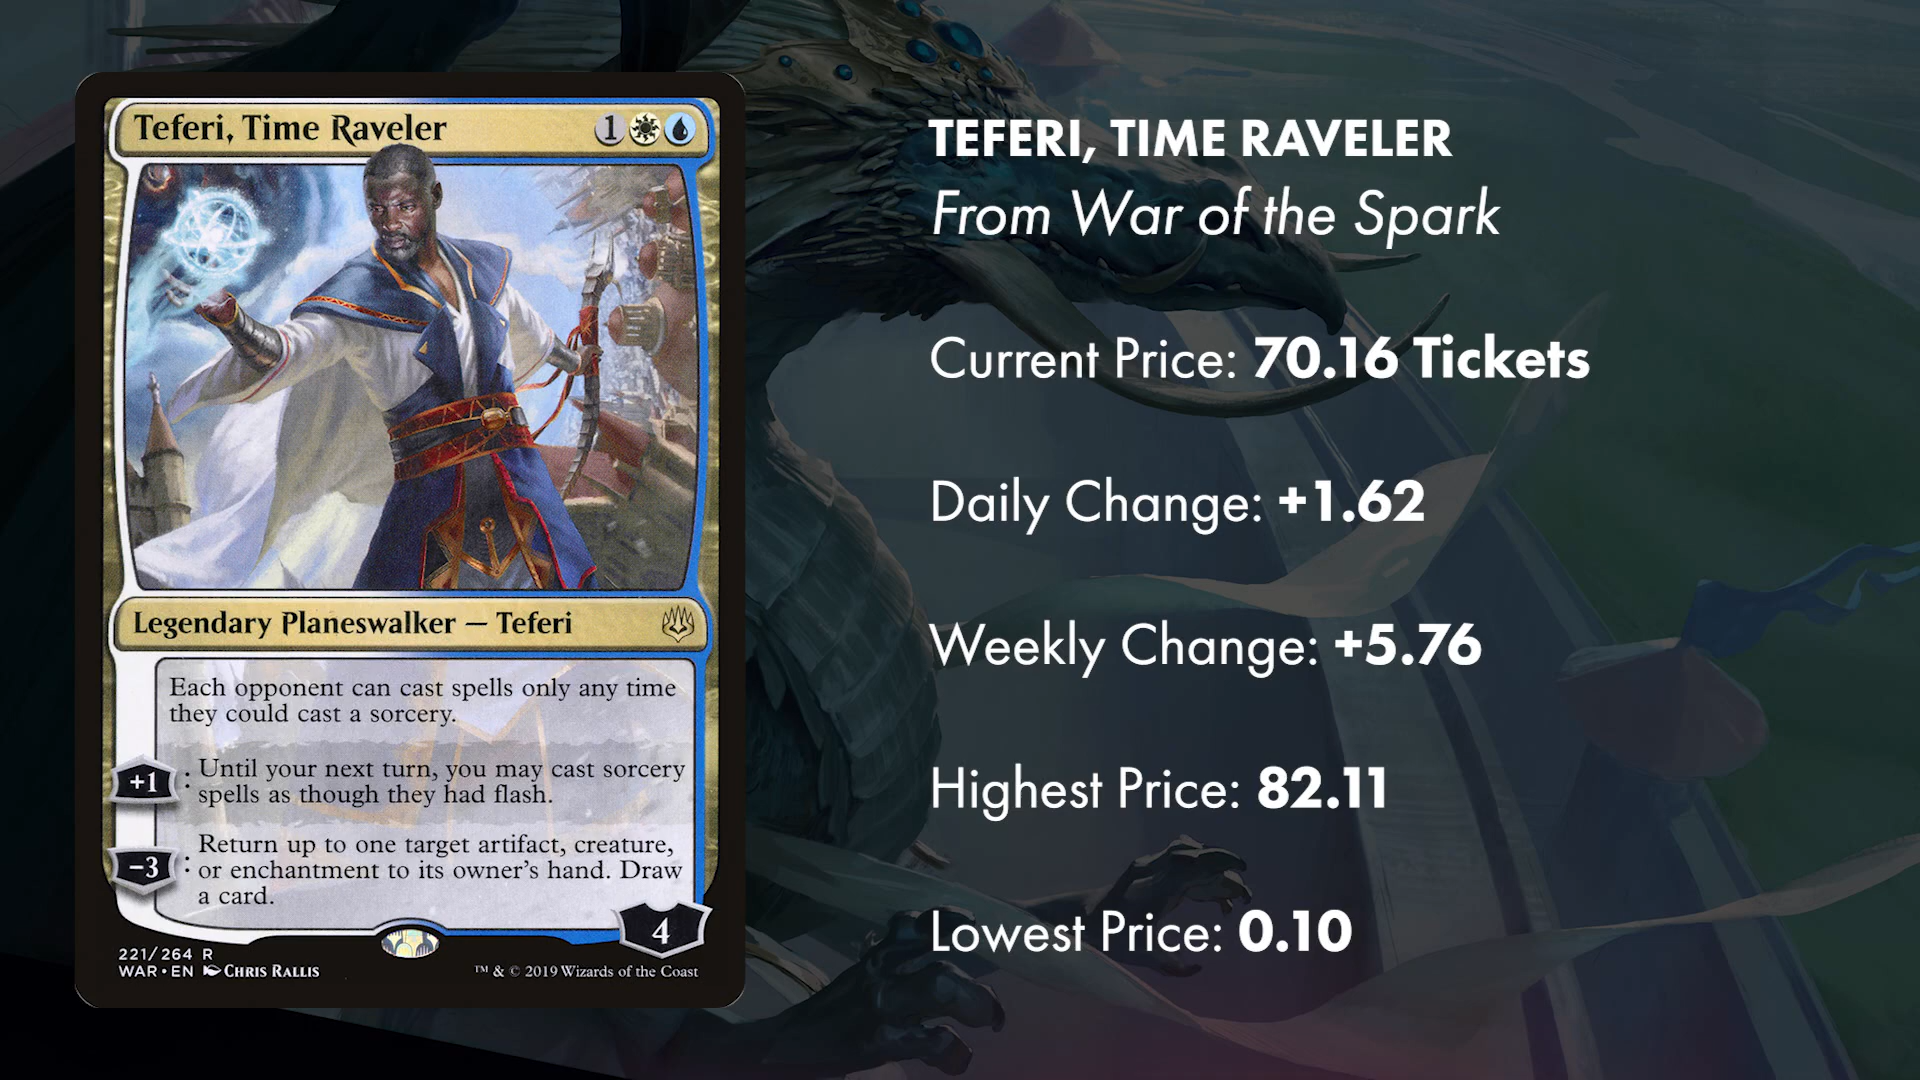 Teferi, Time Raveler
1
Legendary Planeswalker — Teferi
Each opponent can cast spells only any time
they could cast a sorcery.
+1 : Until your next turn, you may cast sorcery
spells as though they had flash.
−3 : Return up to one target artifact, creature,
or enchantment to its owner's hand. Draw
a card.
4
221/264 R
WAR • EN Chris Rallis
™ & © 2019 Wizards of the Coast
TEFERI, TIME RAVELER
From War of the Spark
Current Price: 70.16 Tickets
Daily Change: +1.62
Weekly Change: +5.76
Highest Price: 82.11
Lowest Price: 0.10